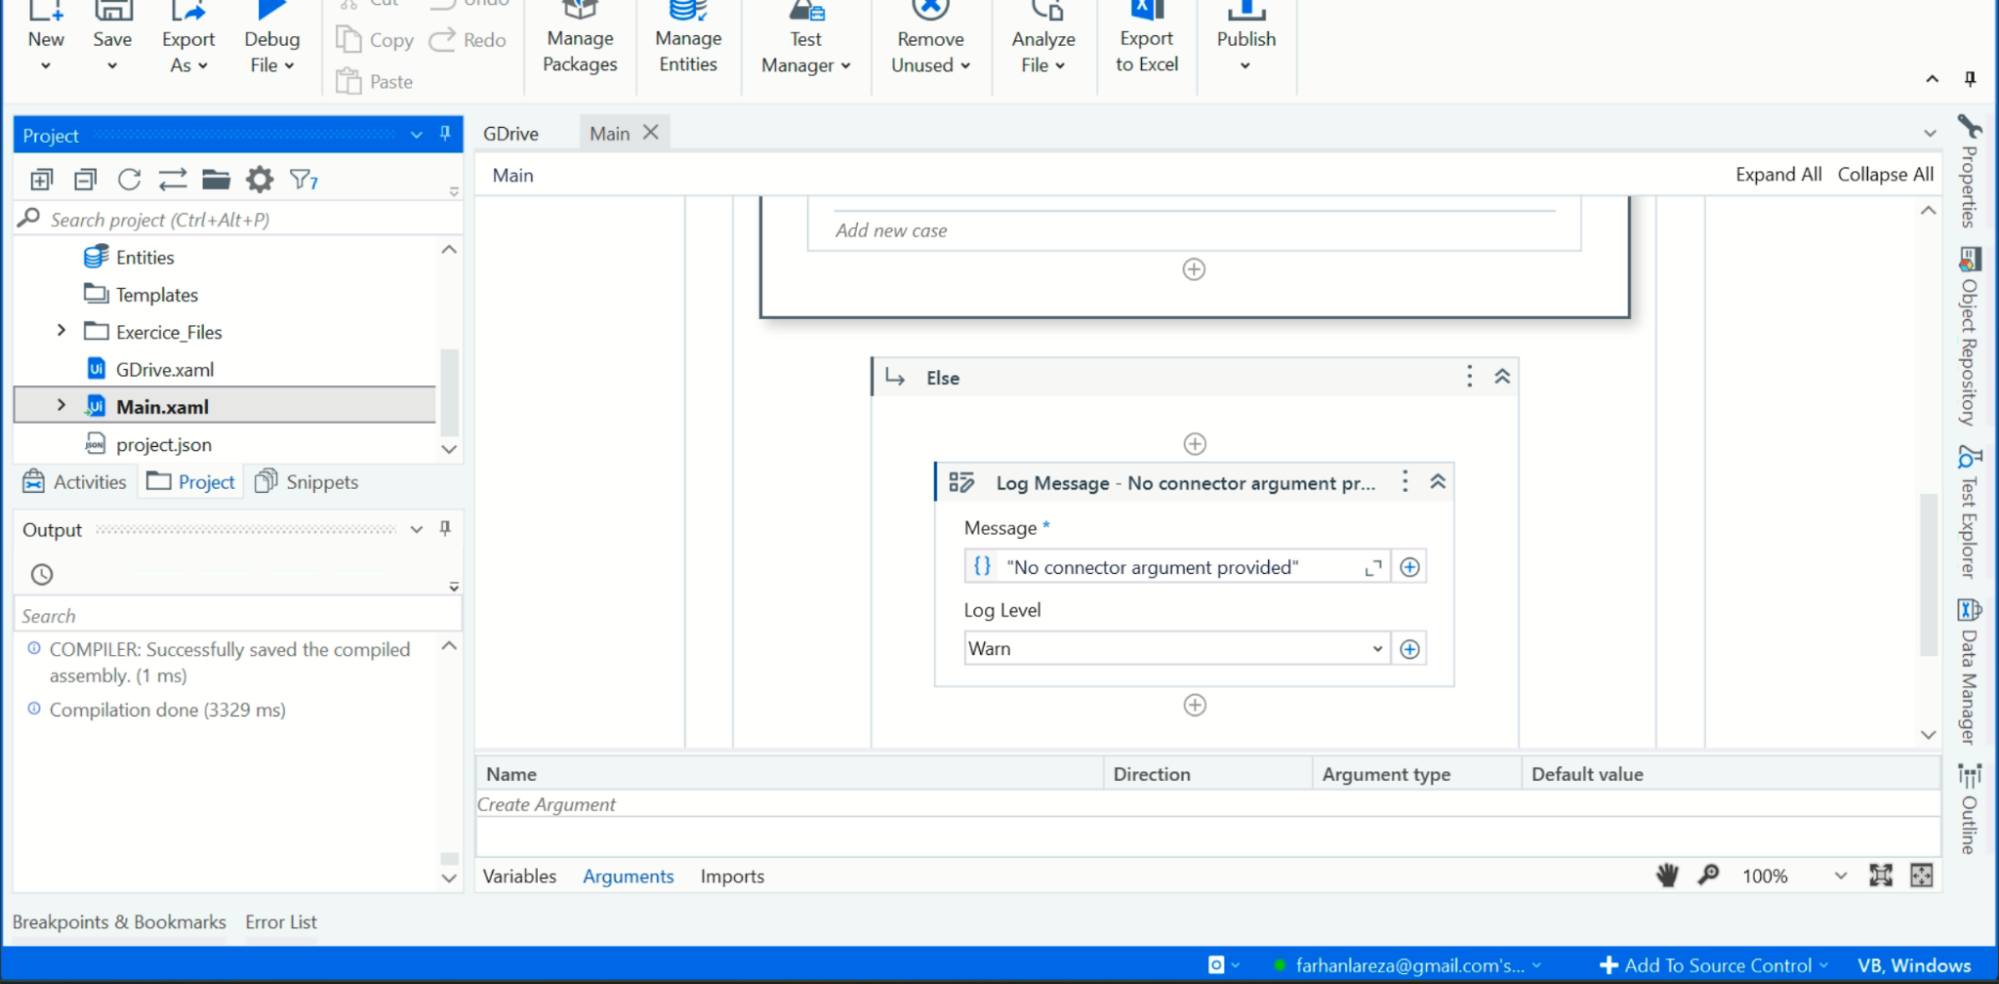 Cut
Undo
New
Save
Export
As
Debug
File
Copy
Redo
Paste
Manage
Packages
Manage
Entities
Test
Manager
Remove
Unused
Analyze
File
Export
to Excel
Publish
Project
7
Search project (Ctrl+Alt+P)
Entities
Templates
Exercice_Files
GDrive.xaml
Main.xaml
project.json
Activities
Project
Snippets
Output
Search
COMPILER: Successfully saved the compiled
assembly. (1 ms)
Compilation done (3329 ms)
GDrive
Main
Main
Expand All
Collapse All
Add new case
Else
Log Message - No connector argument pr...
Message *
"No connector argument provided"
Log Level
Warn
Name
Direction
Argument type
Default value
Create Argument
Variables
Arguments
Imports
100%
Properties
Object Repository
Test Explorer
Data Manager
Outline
Breakpoints & Bookmarks
Error List
farhanlareza@gmail.com's...
Add To Source Control
VB, Windows